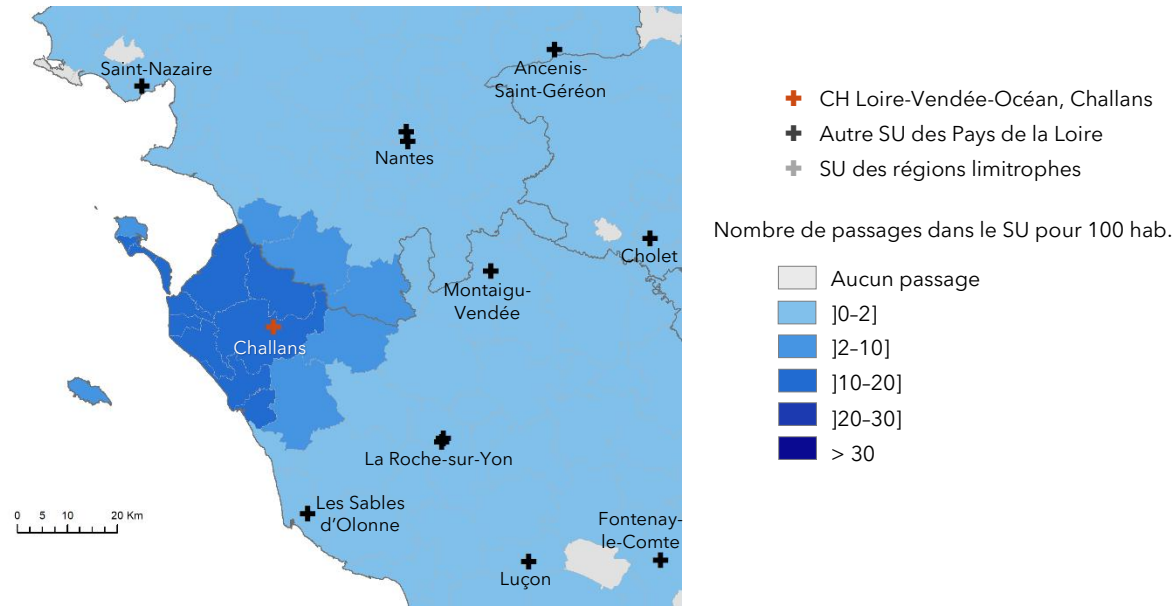 Saint-Nazaire
Ancenis-
Saint-Géréon
Nantes
Cholet
Montaigu-
Vendée
Challans
La Roche-sur-Yon
Les Sables
d'Olonne
Fontenay-
le-Comte
Luçon
0 5 10 20 Km
CH Loire-Vendée-Océan, Challans
Autre SU des Pays de la Loire
SU des régions limitrophes
Nombre de passages dans le SU pour 100 hab.
Aucun passage
]0–2]
]2–10]
]10–20]
]20–30]
> 30